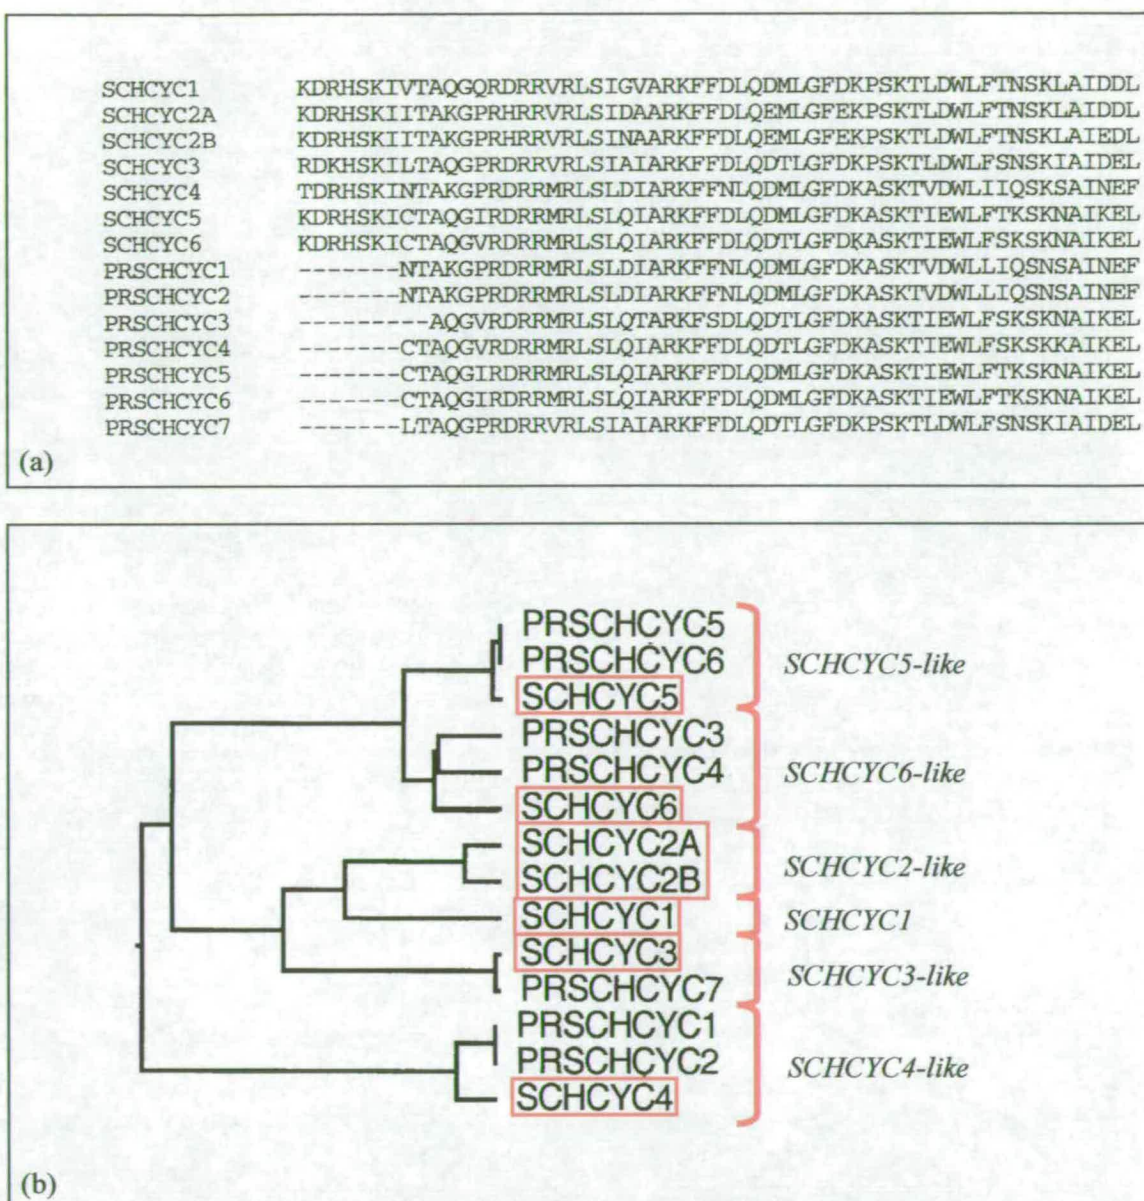 SCHCYC1 KDRHSKIVTAQGQRDRRVRLSIGVARKFFDLQDMLGFDKPSKTLDWLFTNSKLAIDDL
SCHCYC2A KDRHSKIITAKGPRHRRVRLSIDAARKFFDLQEMLGFEKPSKTLDWLFTNSKLAIDDL
SCHCYC2B KDRHSKIITAKGPRHRRVRLSINAARKFFDLQEMLGFEKPSKTLDWLFTNSKLAIEDL
SCHCYC3 RDKHSKILTAQGPRDRRVRLSIAIARKFFDLQDTLGFDKPSKTLDWLFSNSKIAIDEL
SCHCYC4 TDRHSKINTAKGPRDRRMRLSLDIARKFFNLQDMLGFDKASKTVDWLIIQSKSAINEF
SCHCYC5 KDRHSKICTAQGIRDRRMRLSLQIARKFFDLQDMLGFDKASKTIEWLFTKSKNAIKEL
SCHCYC6 KDRHSKICTAQGVRDRRMRLSLQIARKFFDLQDTLGFDKASKTIEWLFSKSKNAIKEL
PRSCHCYC1 -------NTAKGPRDRRMRLSLDIARKFFNLQDMLGFDKASKTVDWLLIQSNSAINEF
PRSCHCYC2 -------NTAKGPRDRRMRLSLDIARKFFNLQDMLGFDKASKTVDWLLIQSNSAINEF
PRSCHCYC3 - - - - - - - - - AQGVRDRRMRLSLQTARKFSDLQDTLGFDKASKTIEWLFSKSKNAIKEL
PRSCHCYC4 -------CTAQGVRDRRMRLSLQIARKFFDLQDTLGFDKASKTIEWLFSKSKKAIKEL
PRSCHCYC5 -------CTAQGIRDRRMRLSLQIARKFFDLQDMLGFDKASKTIEWLFTKSKNAIKEL
PRSCHCYC6 -------CTAQGIRDRRMRLSLQIARKFFDLQDMLGFDKASKTIEWLFTKSKNAIKEL
PRSCHCYC7 -------LTAQGPRDRRVRLSIAIARKFFDLQDTLGFDKPSKTLDWLFSNSKIAIDEL
(a)
PRSCHCYC5
PRSCHCYC6 SCHCYC5-like
SCHCYC5
PRSCHCYC3
PRSCHCYC4 SCHCYC6-like
SCHCYC6
SCHCYC2A
SCHCYC2B SCHCYC2-like
SCHCYC1 SCHCYC1
SCHCYC3
PRSCHCYC7 SCHCYC3-like
PRSCHCYC1
PRSCHCYC2 SCHCYC4-like
SCHCYC4
(b)